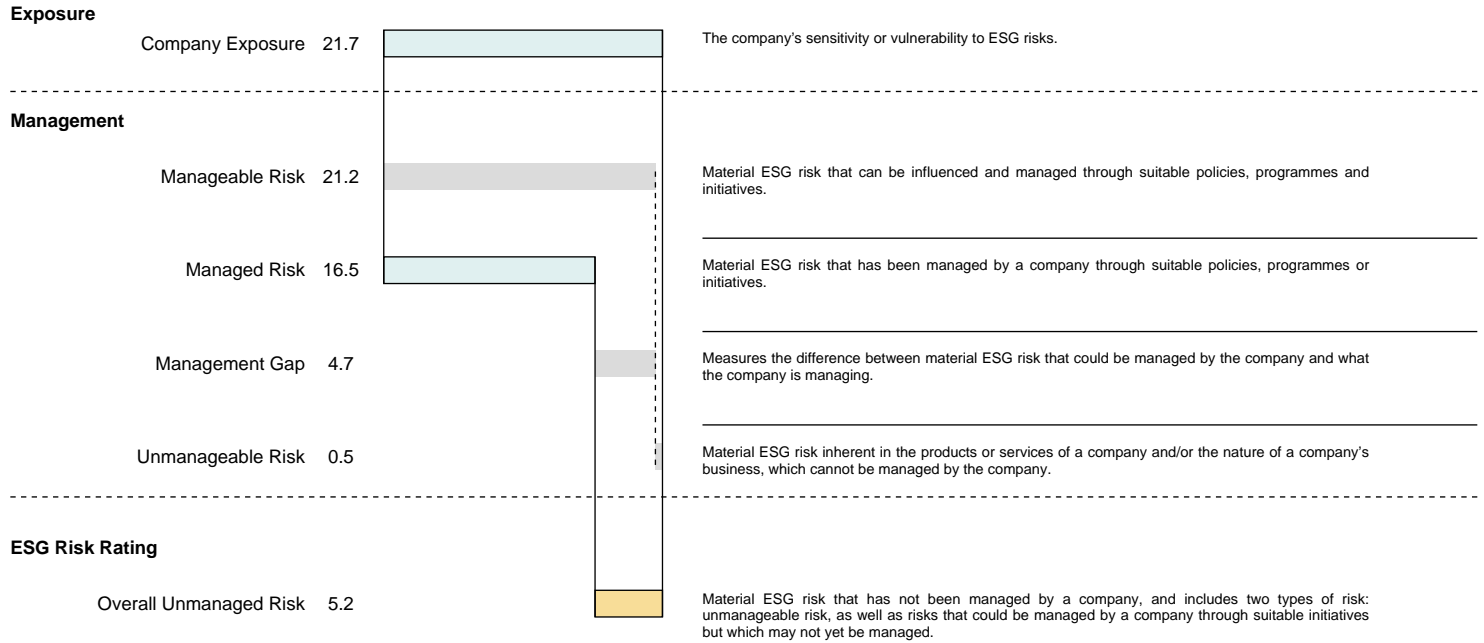 Exposure
Company Exposure 21.7
The company's sensitivity or vulnerability to ESG risks.
Management
Manageable Risk 21.2
Material ESG risk that can be influenced and managed through suitable policies, programmes and
initiatives.
Managed Risk 16.5
Material ESG risk that has been managed by a company through suitable policies, programmes or
initiatives.
Management Gap 4.7
Measures the difference between material ESG risk that could be managed by the company and what
the company is managing.
Unmanageable Risk 0.5
Material ESG risk inherent in the products or services of a company and/or the nature of a company's
business, which cannot be managed by the company.
ESG Risk Rating
Overall Unmanaged Risk 5.2
Material ESG risk that has not been managed by a company, and includes two types of risk:
unmanageable risk, as well as risks that could be managed by a company through suitable initiatives
but which may not yet be managed.